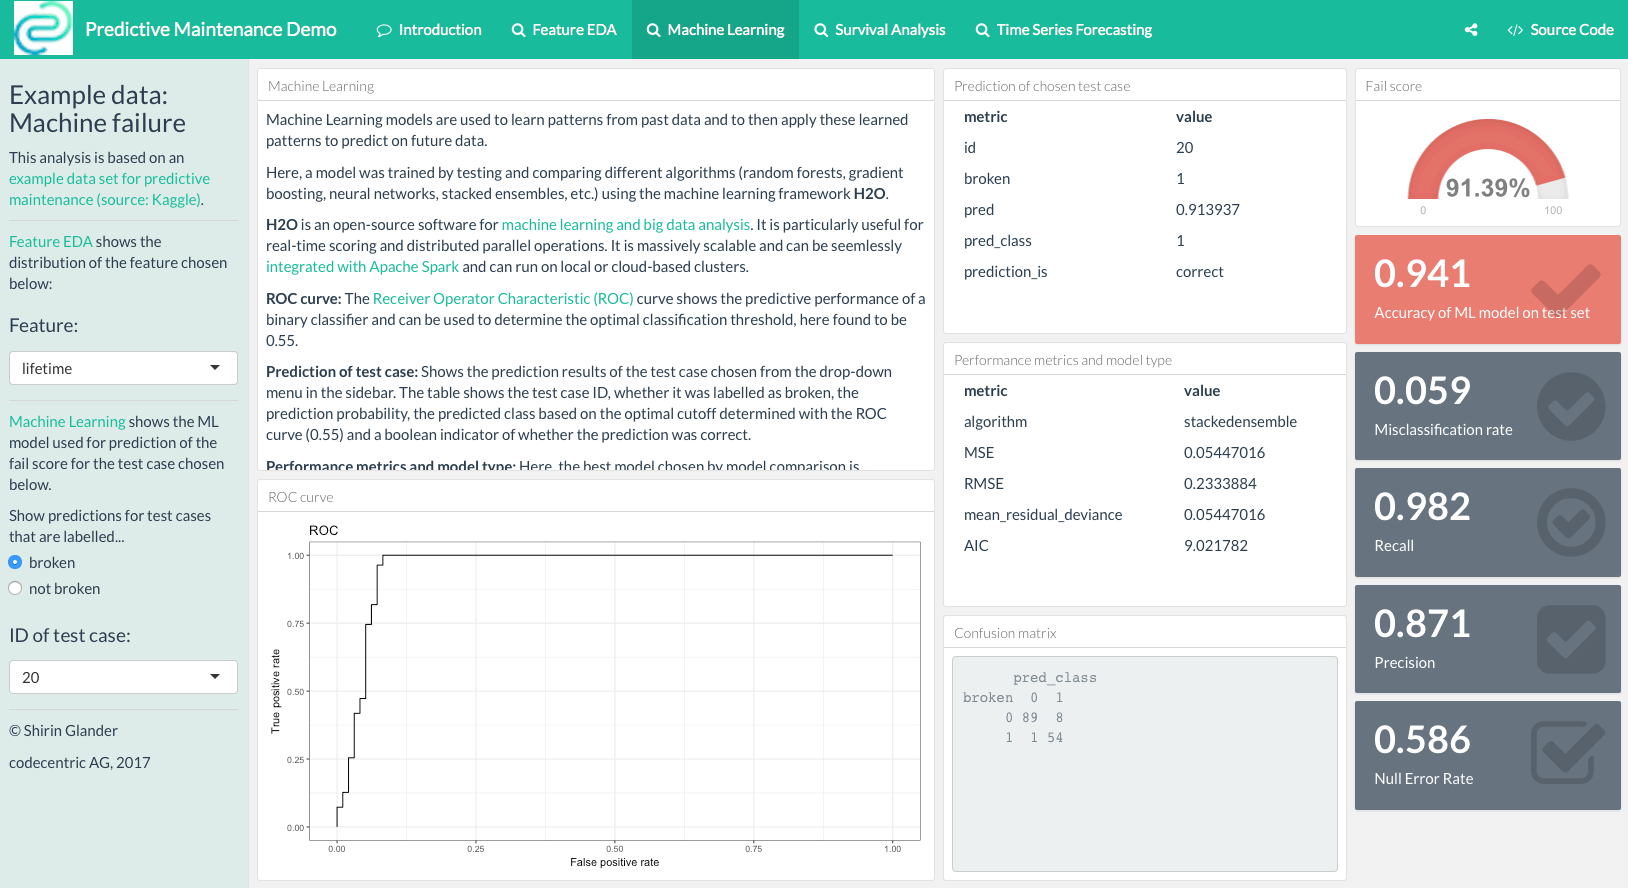 Predictive Maintenance Demo
Introduction
Feature EDA
Machine Learning
Survival Analysis
Time Series Forecasting
Source Code
Example data:
Machine failure
This analysis is based on an
example data set for predictive
maintenance (source: Kaggle).
Feature EDA shows the
distribution of the feature chosen
below:
Feature:
lifetime
Machine Learning shows the ML
model used for prediction of the
fail score for the test case chosen
below.
Show predictions for test cases
that are labelled...
broken
not broken
ID of test case:
20
© Shirin Glander
codecentric AG, 2017
Machine Learning
Machine Learning models are used to learn patterns from past data and to then apply these learned
patterns to predict on future data.
Here, a model was trained by testing and comparing different algorithms (random forests, gradient
boosting, neural networks, stacked ensembles, etc.) using the machine learning framework H2O.
H2O is an open-source software for machine learning and big data analysis. It is particularly useful for
real-time scoring and distributed parallel operations. It is massively scalable and can be seemlessly
integrated with Apache Spark and can run on local or cloud-based clusters.
ROC curve: The Receiver Operator Characteristic (ROC) curve shows the predictive performance of a
binary classifier and can be used to determine the optimal classification threshold, here found to be
0.55.
Prediction of test case: Shows the prediction results of the test case chosen from the drop-down
menu in the sidebar. The table shows the test case ID, whether it was labelled as broken, the
prediction probability, the predicted class based on the optimal cutoff determined with the ROC
curve (0.55) and a boolean indicator of whether the prediction was correct.
Performance metrics and model type: Here, the best model chosen by model comparison is
ROC curve
ROC
1.00
0.75
0.50
0.25
0.00
True positive rate
0.00 0.25 0.50 0.75 1.00
False positive rate
Prediction of chosen test case
metric value
id 20
broken 1
pred 0.913937
pred_class 1
prediction_is correct
Performance metrics and model type
metric value
algorithm stackedensemble
MSE 0.05447016
RMSE 0.2333884
mean_residual_deviance 0.05447016
AIC 9.021782
Confusion matrix
pred_class
broken 0 1
0 89 8
1 1 54
Fail score
91.39%
0 100
0.941
Accuracy of ML model on test set
0.059
Misclassification rate
0.982
Recall
0.871
Precision
0.586
Null Error Rate